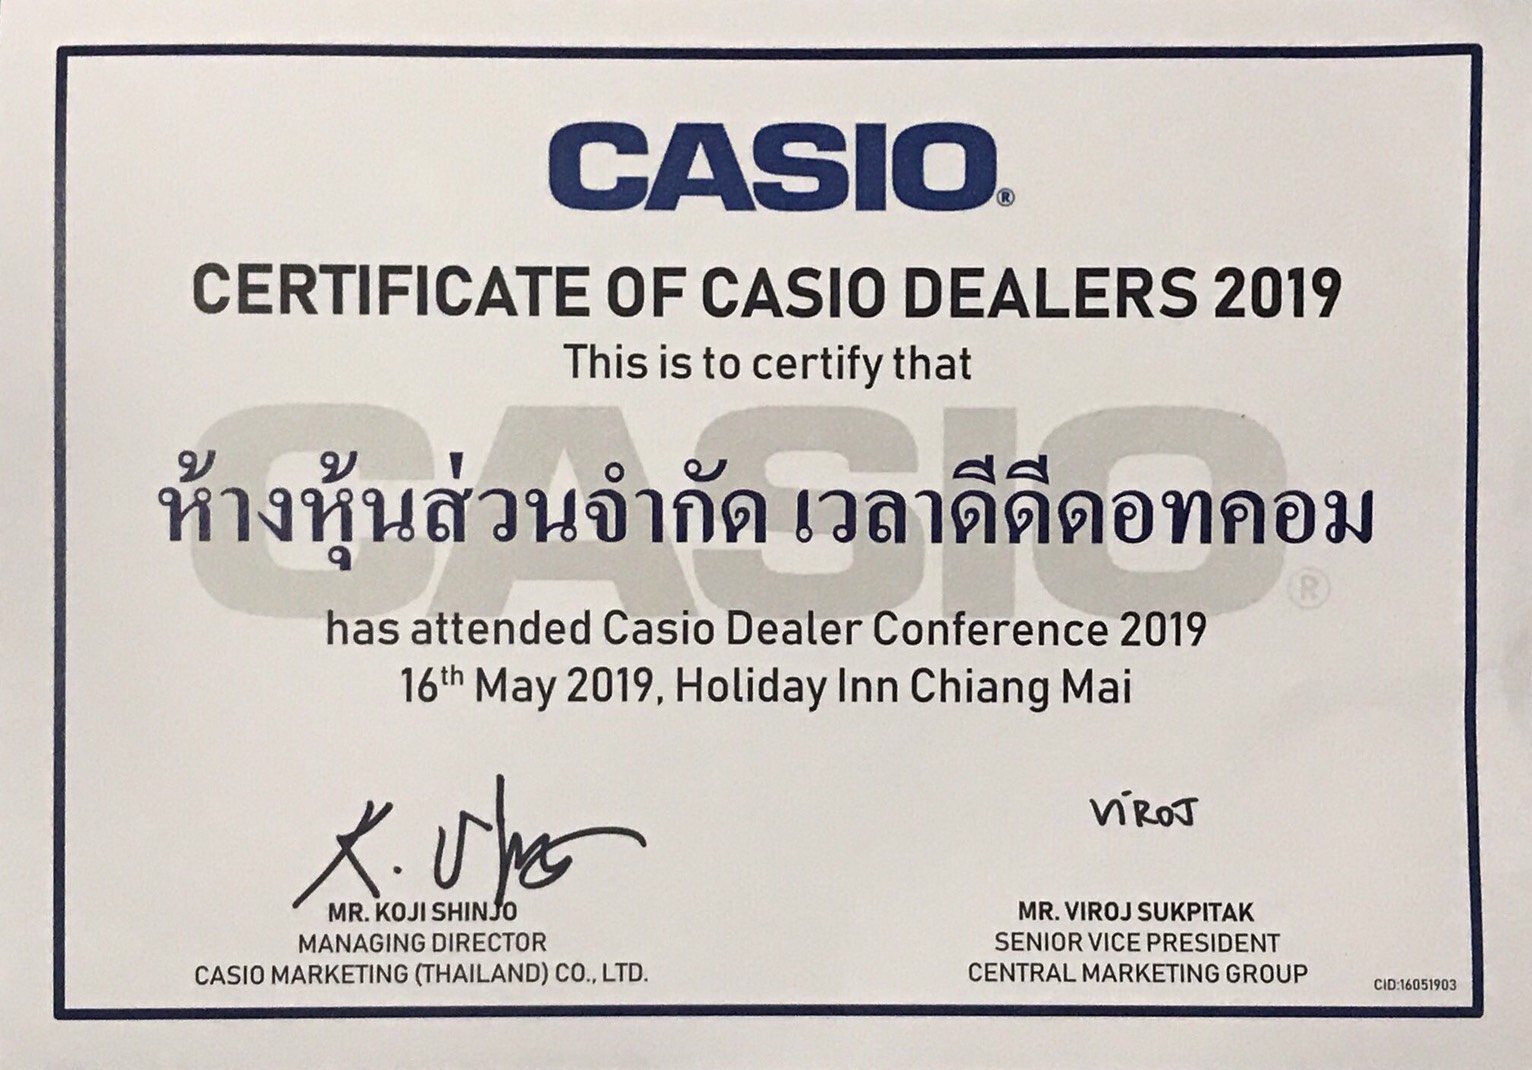 CASIO®
CERTIFICATE OF CASIO DEALERS 2019
This is to certify that
CASIO®
ห้างหุ้นส่วนจำกัด เวลาดีดีดอทคอม
has attended Casio Dealer Conference 2019
16th May 2019, Holiday Inn Chiang Mai
K.
VIROJ
MR. KOJI SHINJO
MANAGING DIRECTOR
CASIO MARKETING (THAILAND) CO., LTD.
MR. VIROJ SUKPITAK
SENIOR VICE PRESIDENT
CENTRAL MARKETING GROUP
CID:16051903